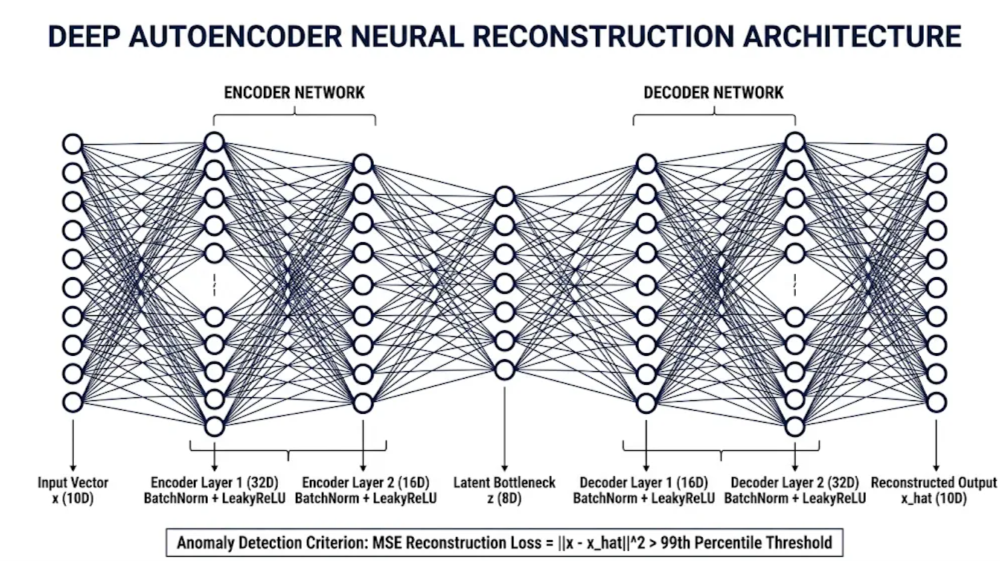 DEEP AUTOENCODER NEURAL RECONSTRUCTION ARCHITECTURE
ENCODER NETWORK
DECODER NETWORK
Input Vector
x (10D)
Encoder Layer 1 (32D)
BatchNorm + LeakyReLU
Encoder Layer 2 (16D)
BatchNorm + LeakyReLU
Latent Bottleneck
z (8D)
Decoder Layer 1 (16D)
BatchNorm + LeakyReLU
Decoder Layer 2 (32D)
BatchNorm + LeakyReLU
Reconstructed Output
x_hat (10D)
Anomaly Detection Criterion: MSE Reconstruction Loss = ||x - x_hat||^2 > 99th Percentile Threshold